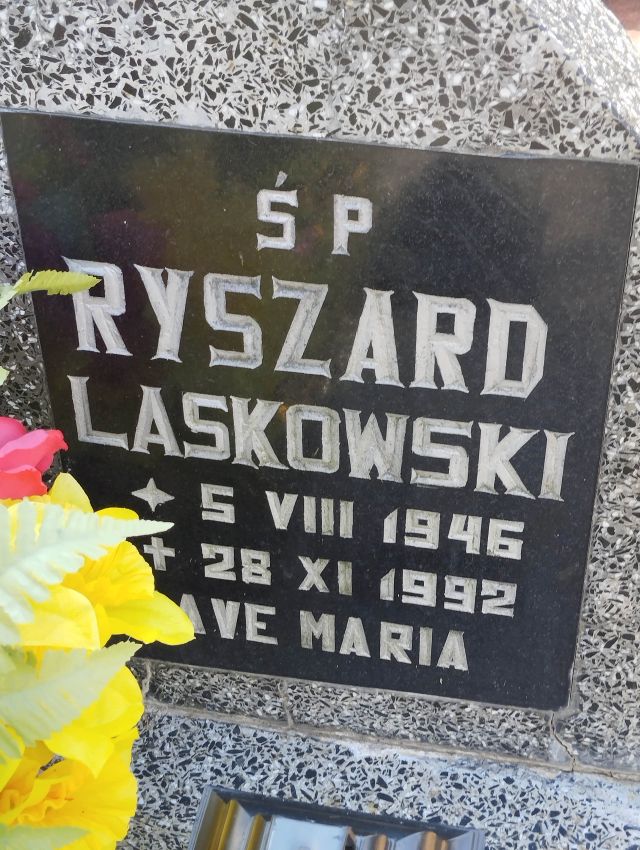 ŚP
RYSZARD
LASKOWSKI
5 VIII 1946
28 XI 1992
AVE MARIA